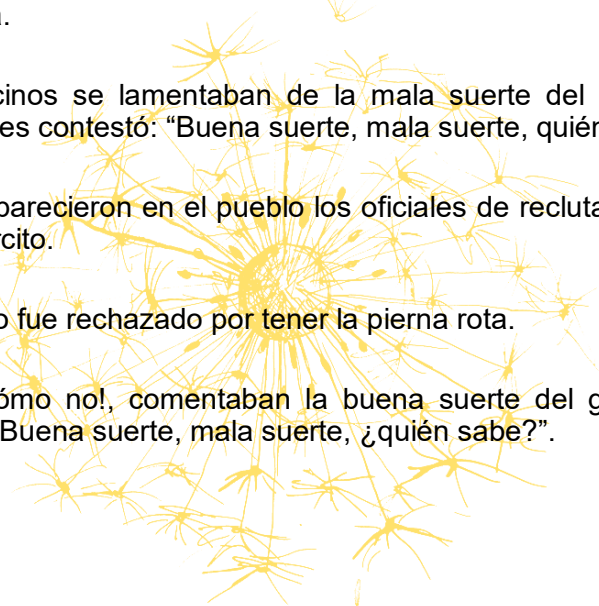 .
cinos se lamentaban de la mala suerte del
es contestó: “Buena suerte, mala suerte, quién
parecieron en el pueblo los oficiales de recluta
rcito.
o fue rechazado por tener la pierna rota.
ómo no!, comentaban la buena suerte del g
Buena suerte, mala suerte, ¿quién sabe?”.